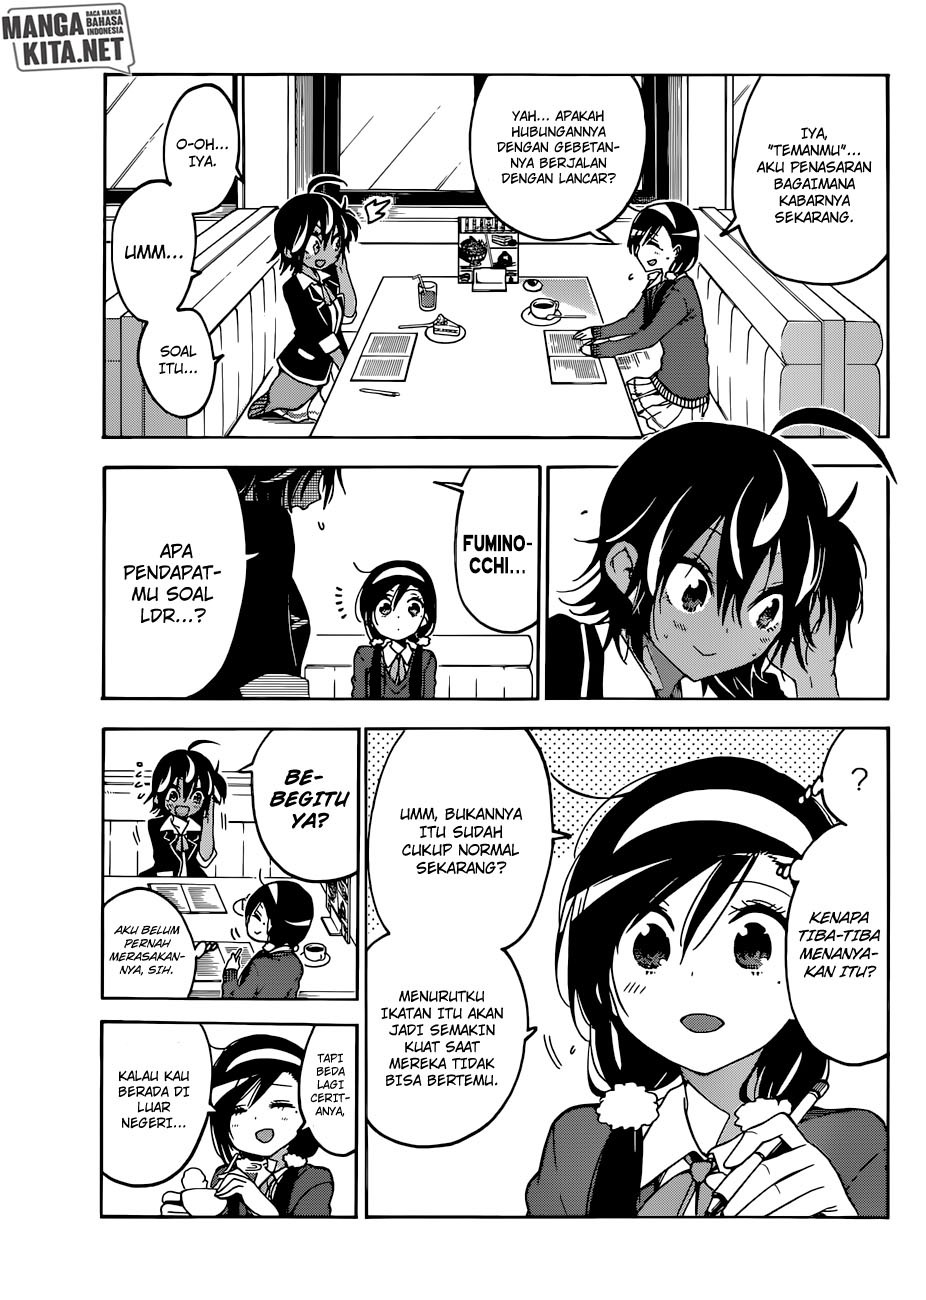 MANGA
BACA MANGA
BAHASA
INDONESIA
KITA.NET
IYA,
"TEMANMU"...
AKU PENASARAN
BAGAIMANA
KABARNYA
SEKARANG.
YAH... APAKAH
HUBUNGANNYA
DENGAN GEBETAN-
NYA BERJALAN
DENGAN LANCAR?
O-OH...
IYA.
UMM...
SOAL
ITU...
FUMINO-
CCHI...
APA
PENDAPAT-
MU SOAL
LDR...?
?
KENAPA
TIBA-TIBA
MENANYA-
KAN ITU?
UMM, BUKANNYA
ITU SUDAH
CUKUP NORMAL
SEKARANG?
MENURUTKU
IKATAN ITU AKAN
JADI SEMAKIN
KUAT SAAT
MEREKA TIDAK
BISA BERTEMU.
BE-
BEGITU
YA?
AKU BELUM
PERNAH
MERASAKAN-
NYA, SIH.
TAPI
BEDA
LAGI
CERIT-
ANYA,
KALAU KAU
BERADA DI
LUAR
NEGERI...